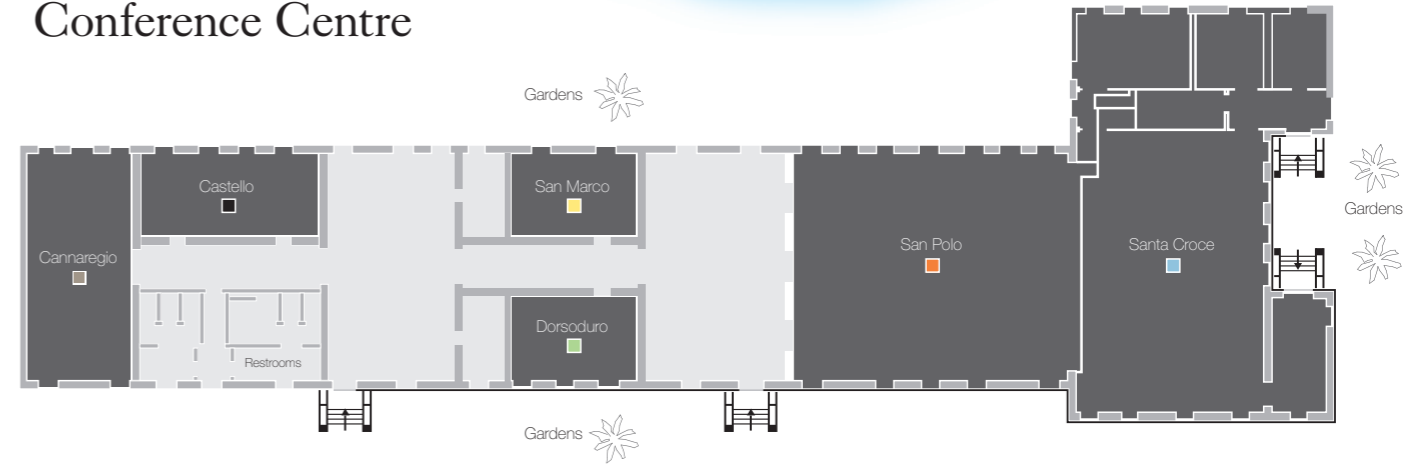 Conference Centre
Gardens
Castello
San Marco
Cannaregio
San Polo
Santa Croce
Gardens
Dorsoduro
Restrooms
Gardens